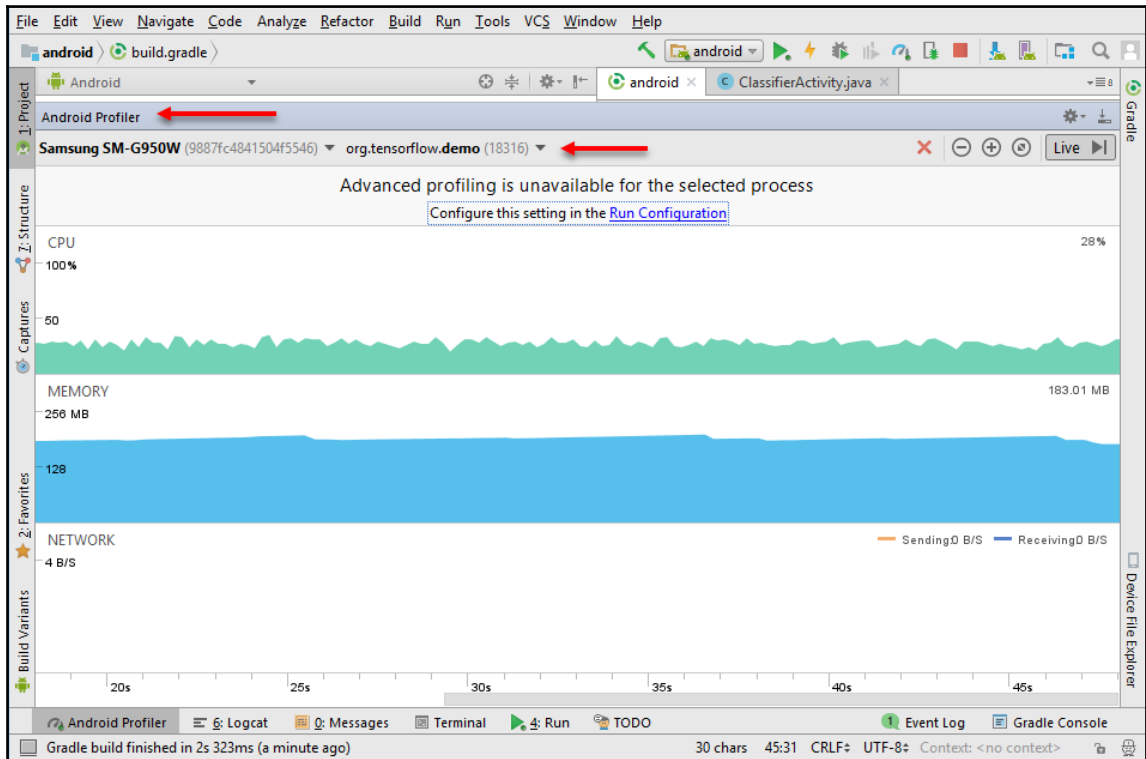 File Edit View Navigate Code Analyze Refactor Build Run Tools VCS Window Help
android build.gradle android
Android android ClassifierActivity.java 8
1: Project
Android Profiler
Gradle
Samsung SM-G950W (9887fc4841504f5546) org.tensorflow.demo (18316) Live
Advanced profiling is unavailable for the selected process
Configure this setting in the Run Configuration
7: Structure
CPU 28%
100%
50
Captures
MEMORY 183.01 MB
256 MB
128
2: Favorites
NETWORK Sending:0 B/S Receiving:0 B/S
4 B/S
Device File Explorer
Build Variants
20s 25s 30s 35s 40s 45s
Android Profiler 6: Logcat 0: Messages Terminal 4: Run TODO 1 Event Log Gradle Console
Gradle build finished in 2s 323ms (a minute ago) 30 chars 45:31 CRLF UTF-8 Context: <no context>